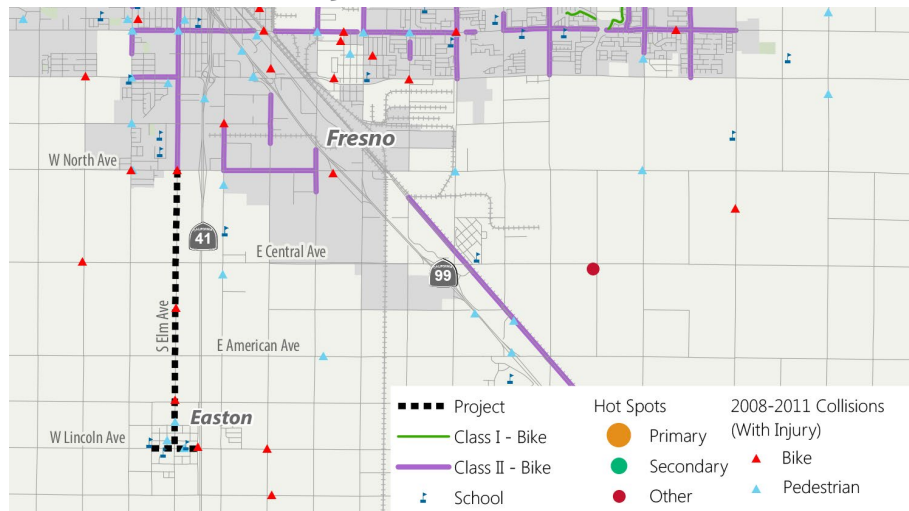 Fresno
W North Ave
41
E Central Ave
99
S Elm Ave
E American Ave
Easton
W Lincoln Ave
Project
Class I - Bike
Class II - Bike
School
Hot Spots
Primary
Secondary
Other
2008-2011 Collisions
(With Injury)
Bike
Pedestrian